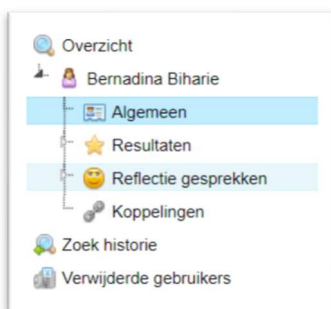 Overzicht
Bernadina Biharie
Algemeen
Resultaten
Reflectie gesprekken
Koppelingen
Zoek historie
Verwijderde gebruikers